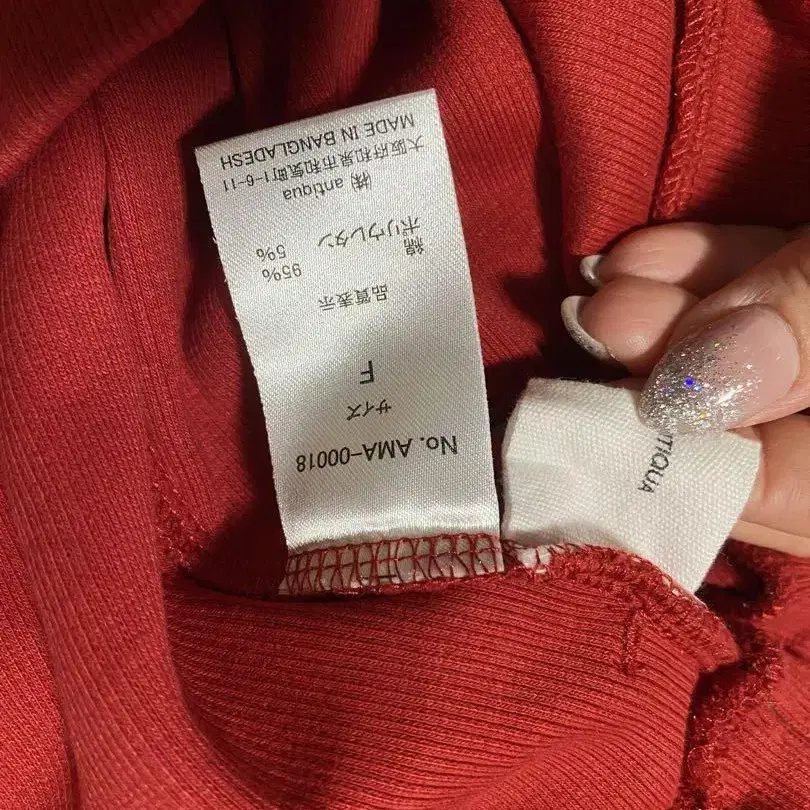 No. AMA-00018
サイズ
F
品質表示
綿 95%
ポリウレタン 5%
㈱ antiqua
大阪府和泉市和気町1-6-11
MADE IN BANGLADESH
TIQUA